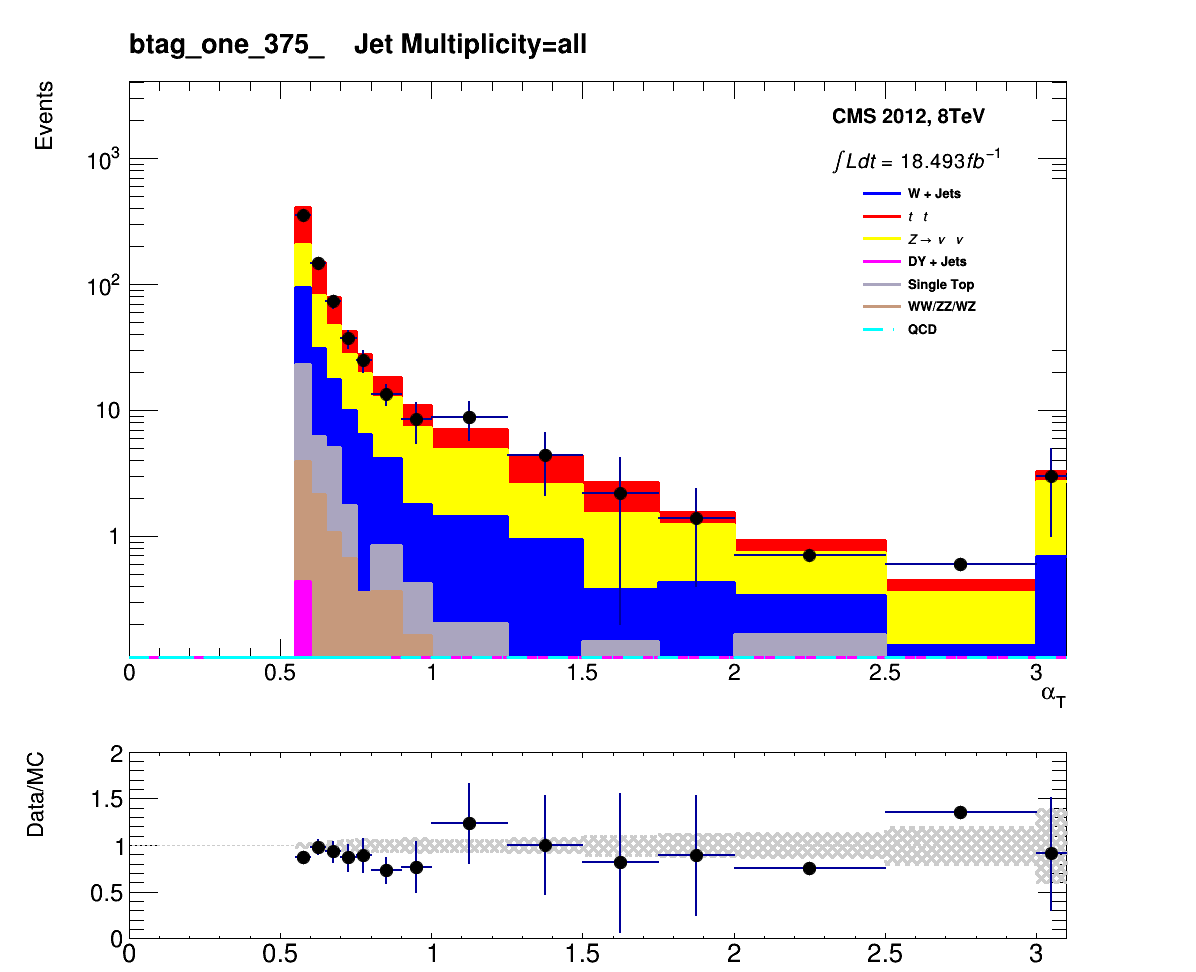 btag_one_375_ Jet Multiplicity=all
Events
CMS 2012, 8TeV
∫Ldt = 18.493fb⁻¹
W + Jets
t t
Z → ν ν
DY + Jets
Single Top
WW/ZZ/WZ
QCD
10³
10²
10
1
0 0.5 1 1.5 2 2.5 3
α_T
Data/MC
2
1.5
1
0.5
0
0 0.5 1 1.5 2 2.5 3